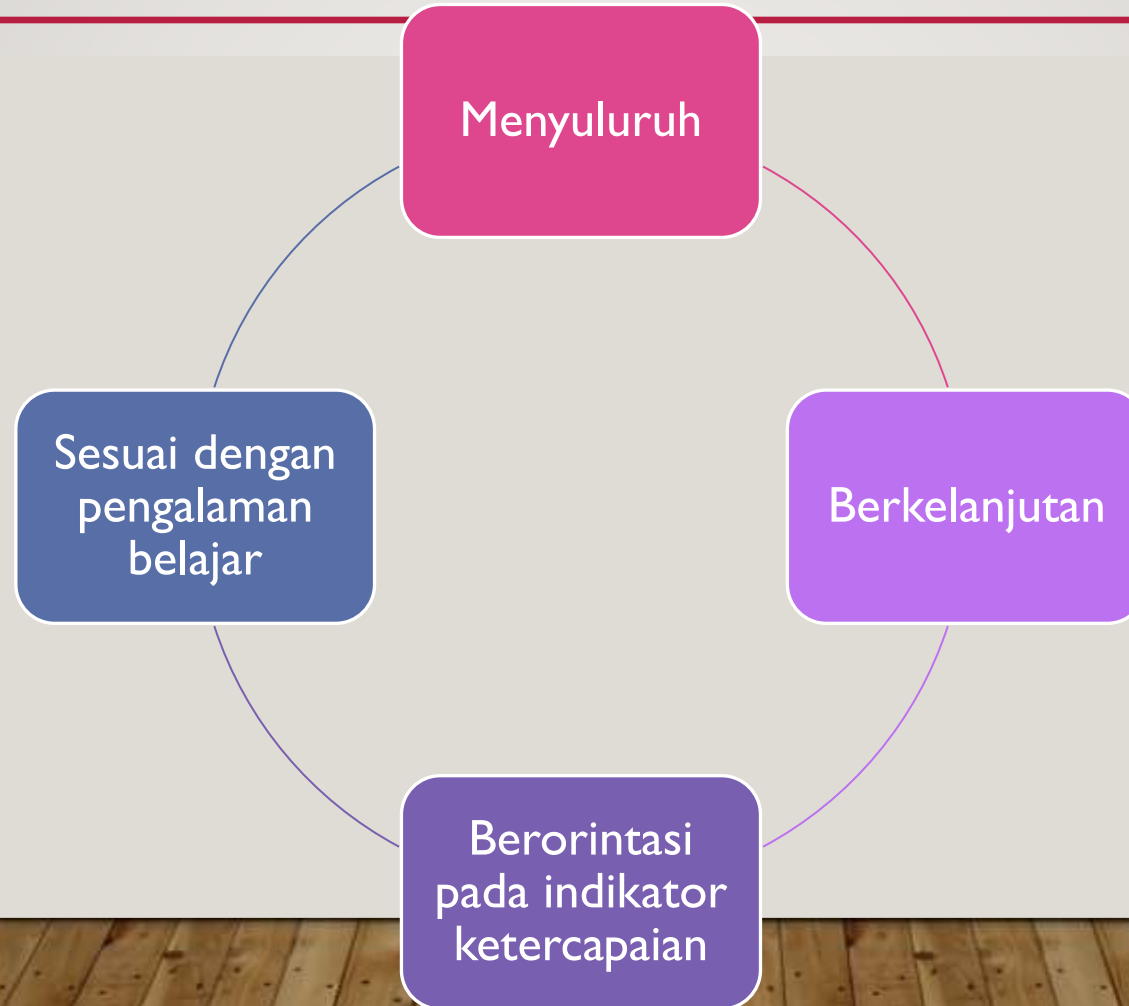 Menyuluruh
Berkelanjutan
Berorintasi
pada indikator
ketercapaian
Sesuai dengan
pengalaman
belajar